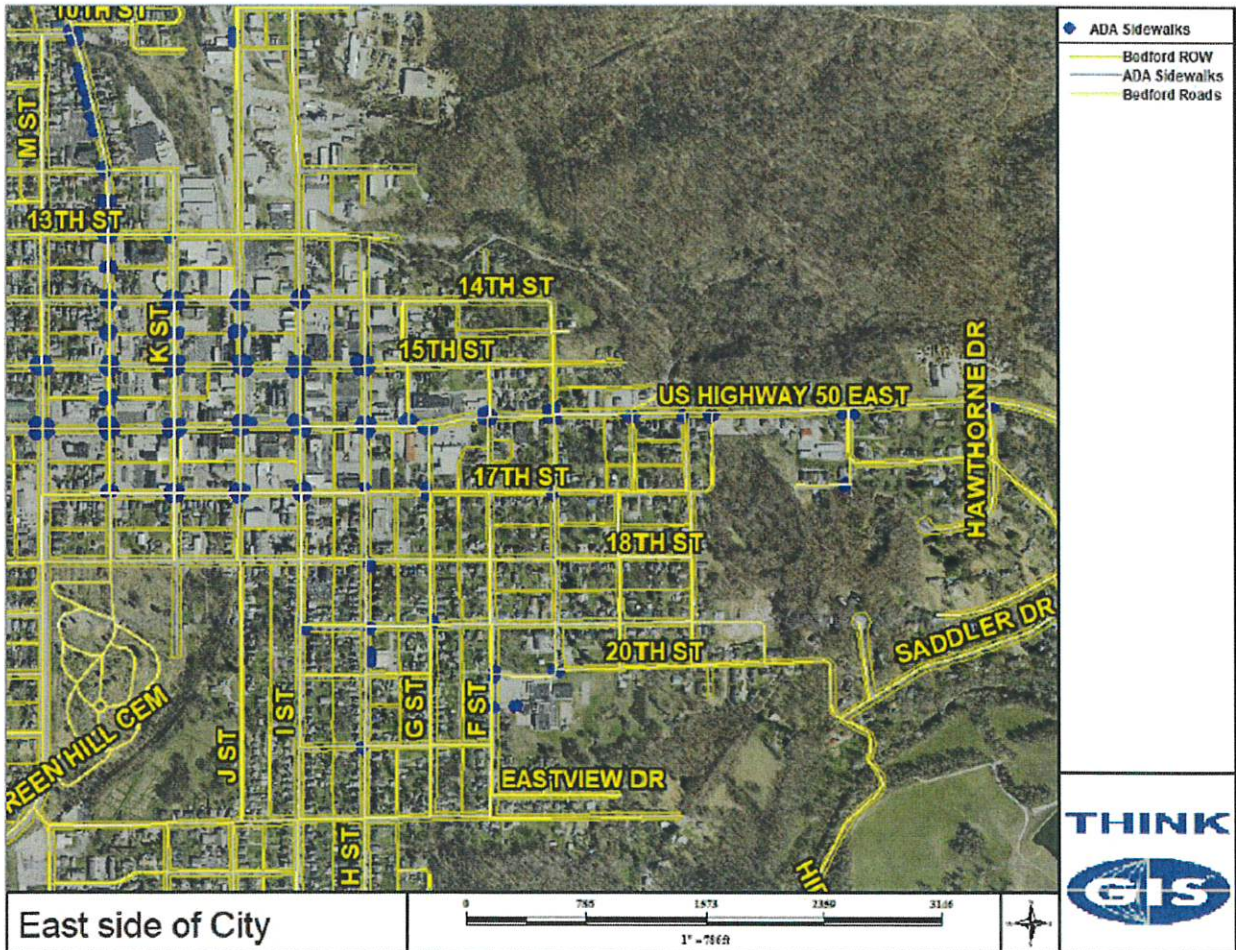 10TH ST
M ST
13TH ST
K ST
14TH ST
15TH ST
US HIGHWAY 50 EAST
HAWTHORNE DR
17TH ST
18TH ST
20TH ST
SADDLER DR
G ST
F ST
I ST
J ST
REEN HILL CEM
EASTVIEW DR
H ST
ADA Sidewalks
Bedford ROW
ADA Sidewalks
Bedford Roads
THINK
GIS
East side of City
0 785 1573 2359 3146
1" = 786ft